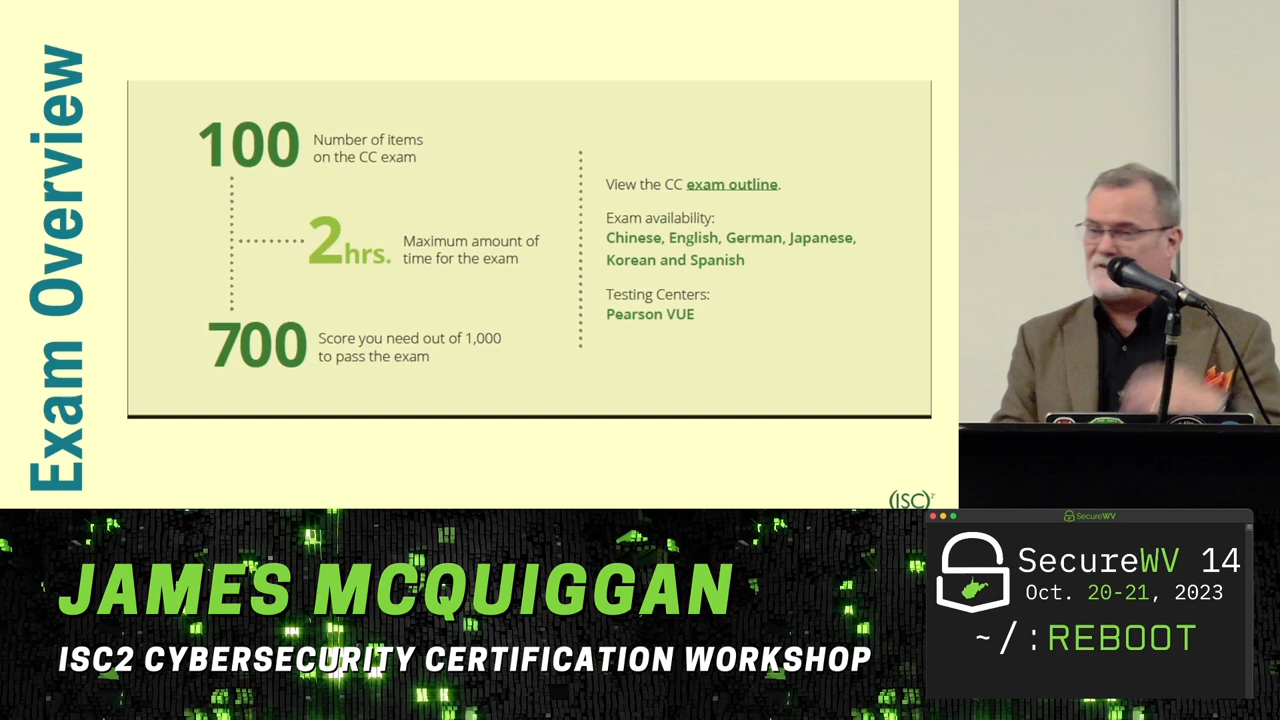 Exam Overview
100
Number of items
on the CC exam
2hrs.
Maximum amount of
time for the exam
700
Score you need out of 1,000
to pass the exam
View the CC exam outline.
Exam availability:
Chinese, English, German, Japanese,
Korean and Spanish
Testing Centers:
Pearson VUE
(ISC)²
JAMES MCQUIGGAN
ISC2 CYBERSECURITY CERTIFICATION WORKSHOP
SecureWV
SecureWV 14
Oct. 20-21, 2023
~/:REBOOT